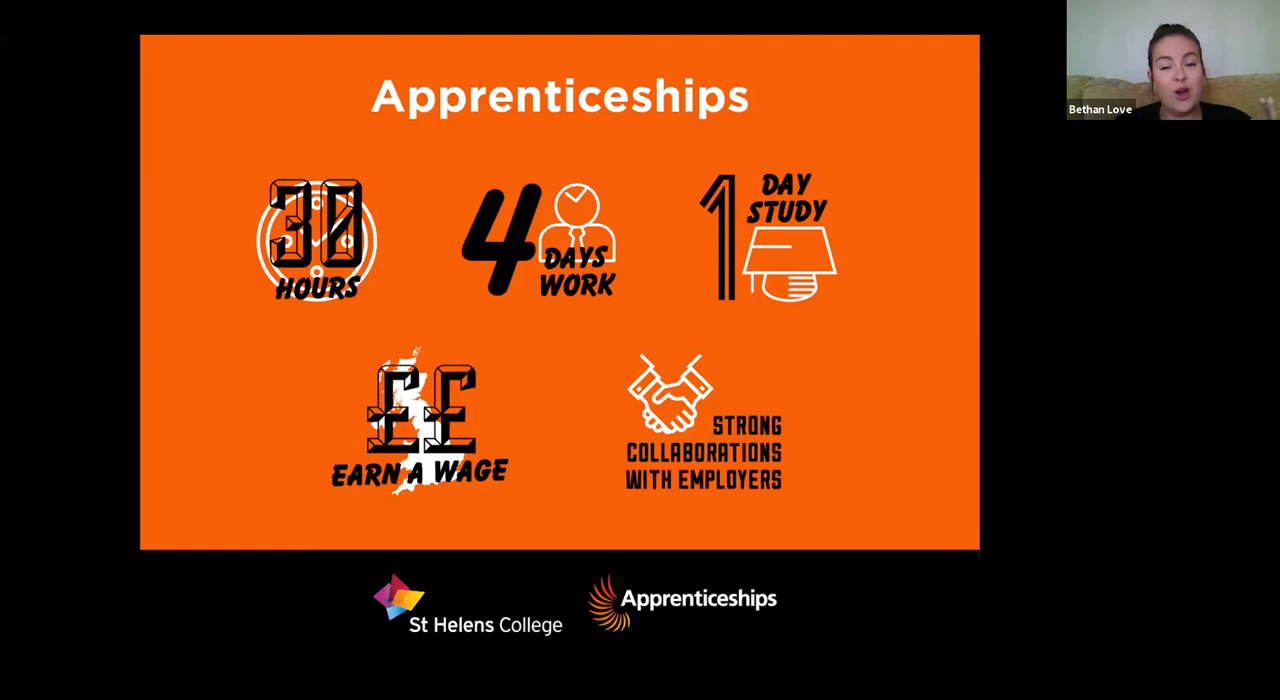 Apprenticeships
30
HOURS
4
DAYS
WORK
1
DAY
STUDY
££
EARN A WAGE
STRONG
COLLABORATIONS
WITH EMPLOYERS
Bethan Love
St Helens College
Apprenticeships